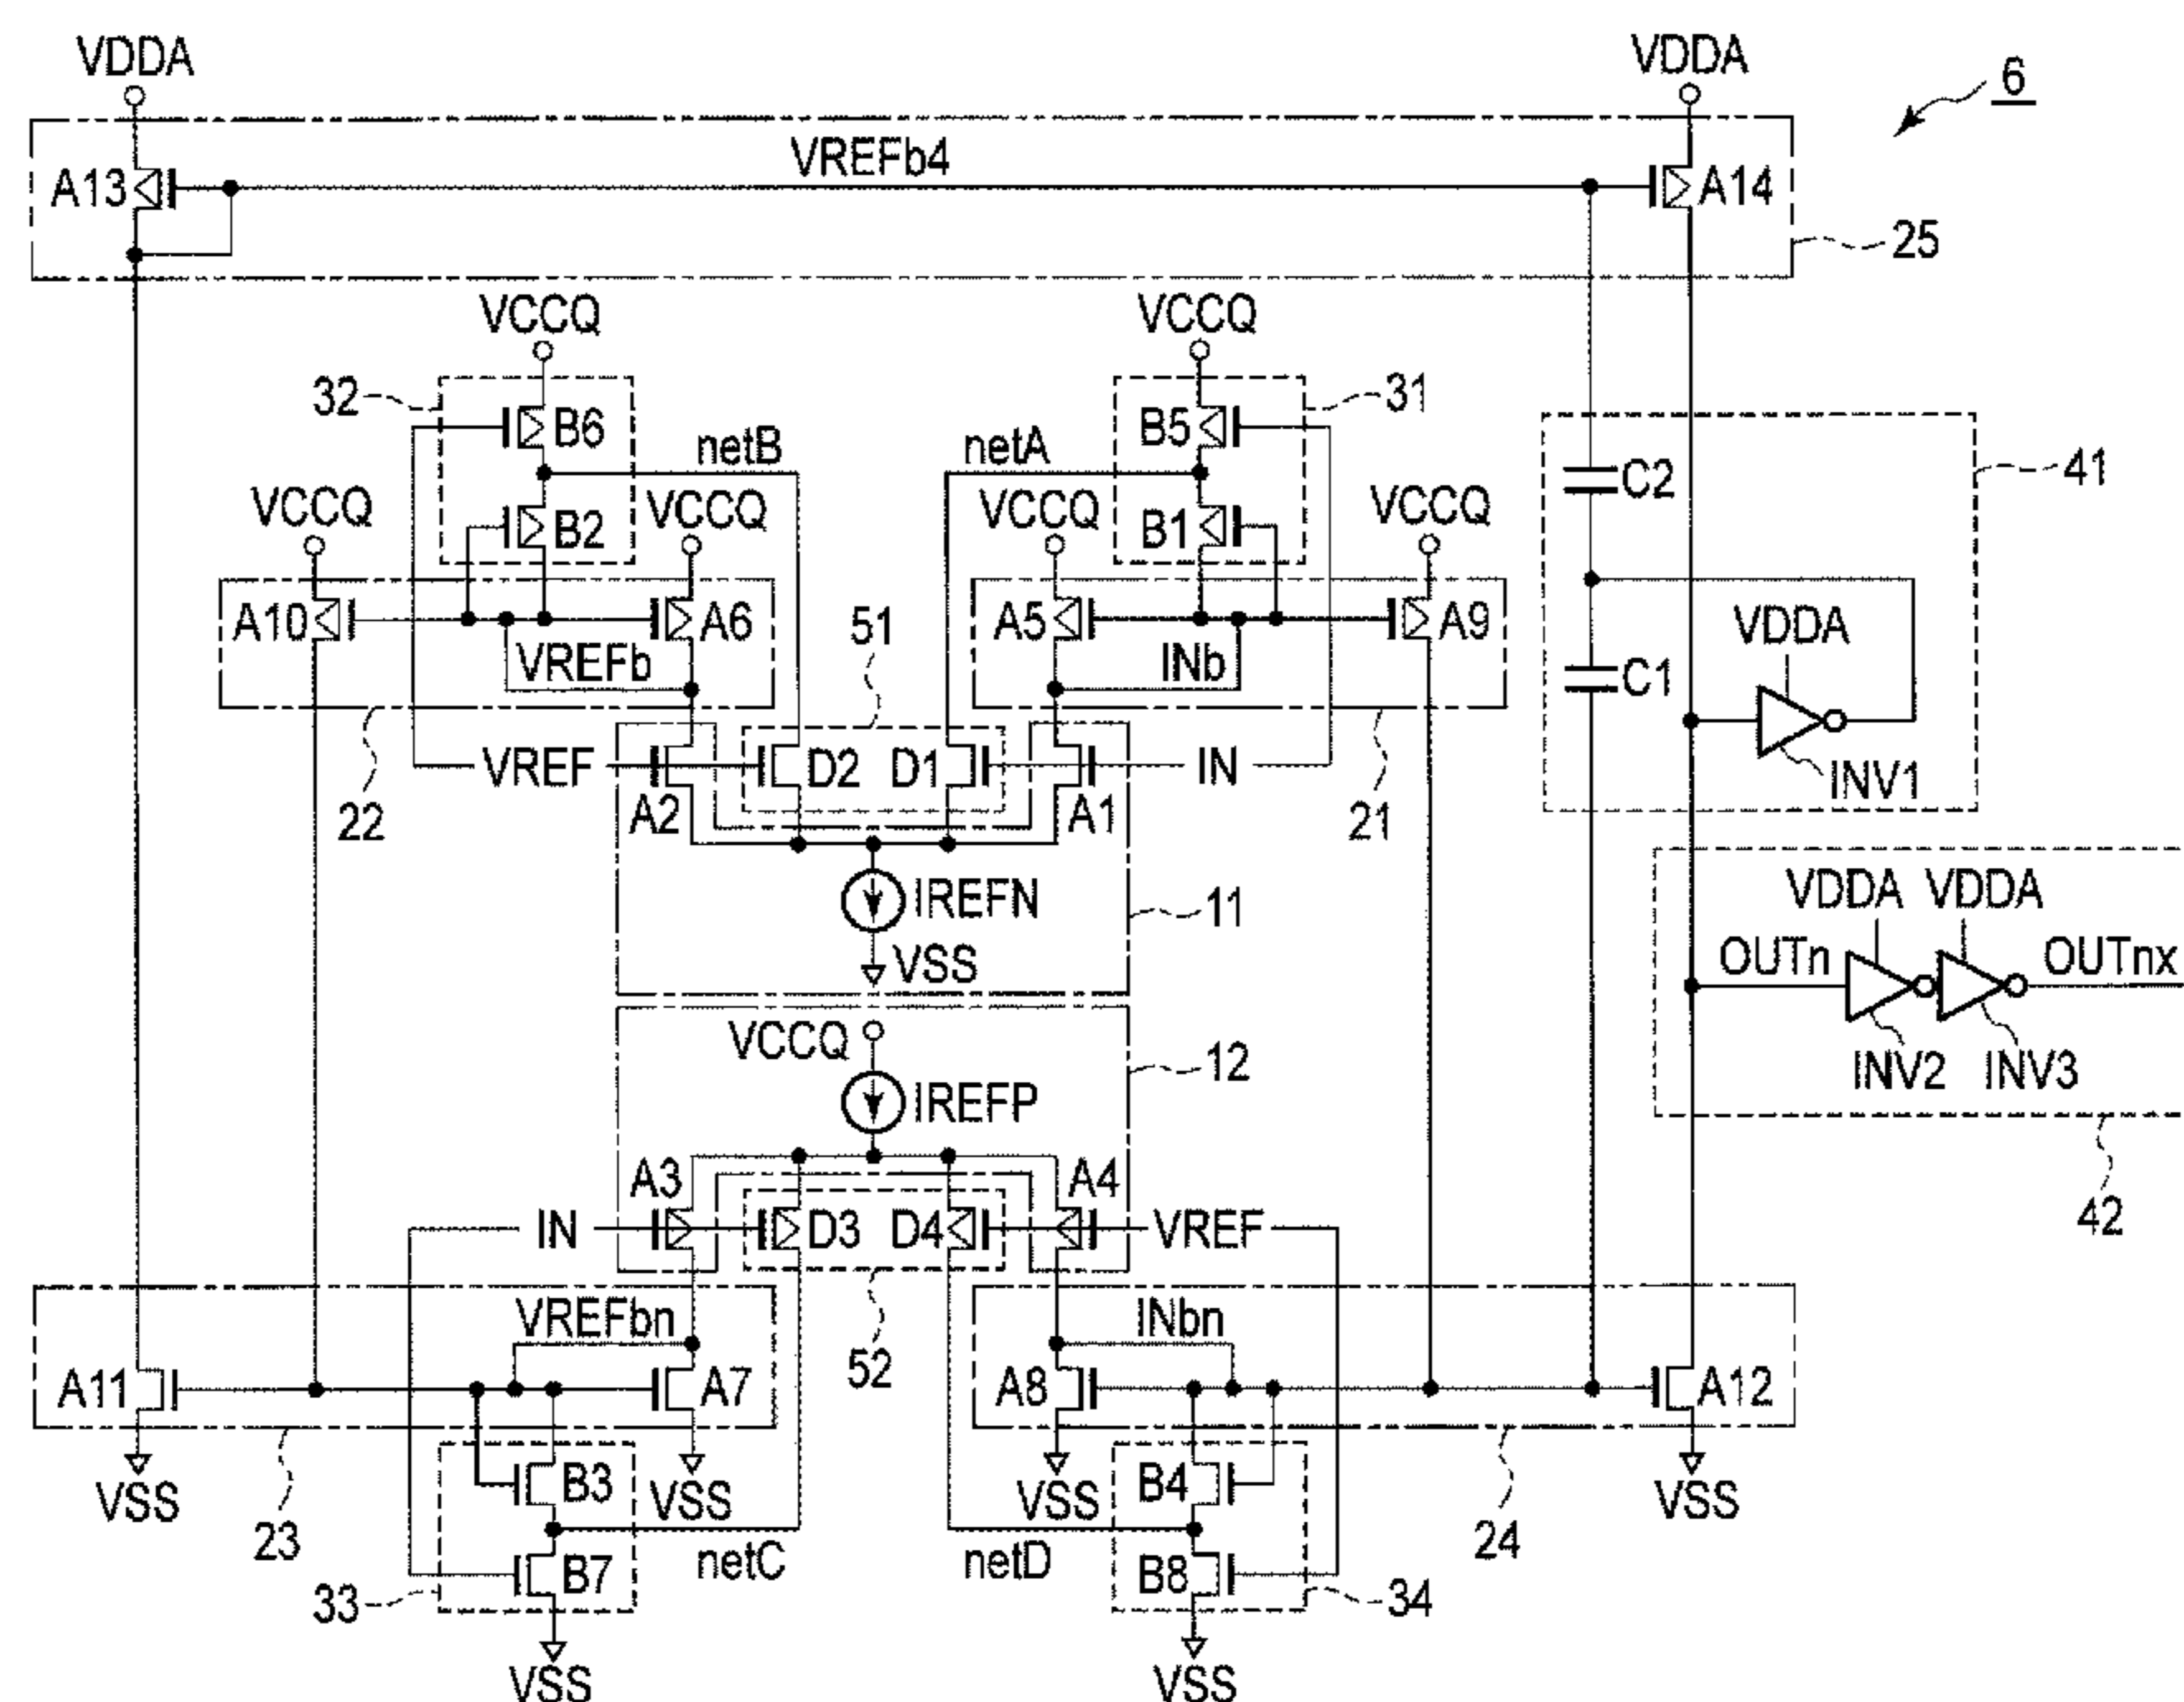 VDDA
VDDA
6
VREFb4
A13
A14
25
VCCQ
VCCQ
32
31
B6
B5
netB
netA
41
C2
VCCQ
VCCQ
VCCQ
VCCQ
B2
B1
A10
A6
51
A5
A9
VDDA
VREFb
INb
C1
VREF
D2
D1
IN
INV1
22
A2
A1
21
VDDA
VDDA
IREFN
11
VSS
OUTn
OUTnx
VCCQ
12
INV2
INV3
IREFP
A3
A4
IN
D3
D4
VREF
42
VREFbn
INbn
52
A11
A7
A8
A12
VSS
B3
VSS
VSS
B4
VSS
23
netC
netD
24
33
B7
B8
34
VSS
VSS